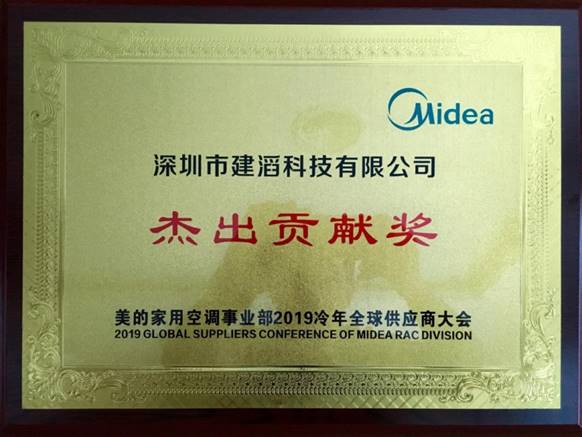 Midea
深圳市建滔科技有限公司
杰出贡献奖
美的家用空调事业部2019冷年全球供应商大会
2019 GLOBAL SUPPLIERS CONFERENCE OF MIDEA RAC DIVISION